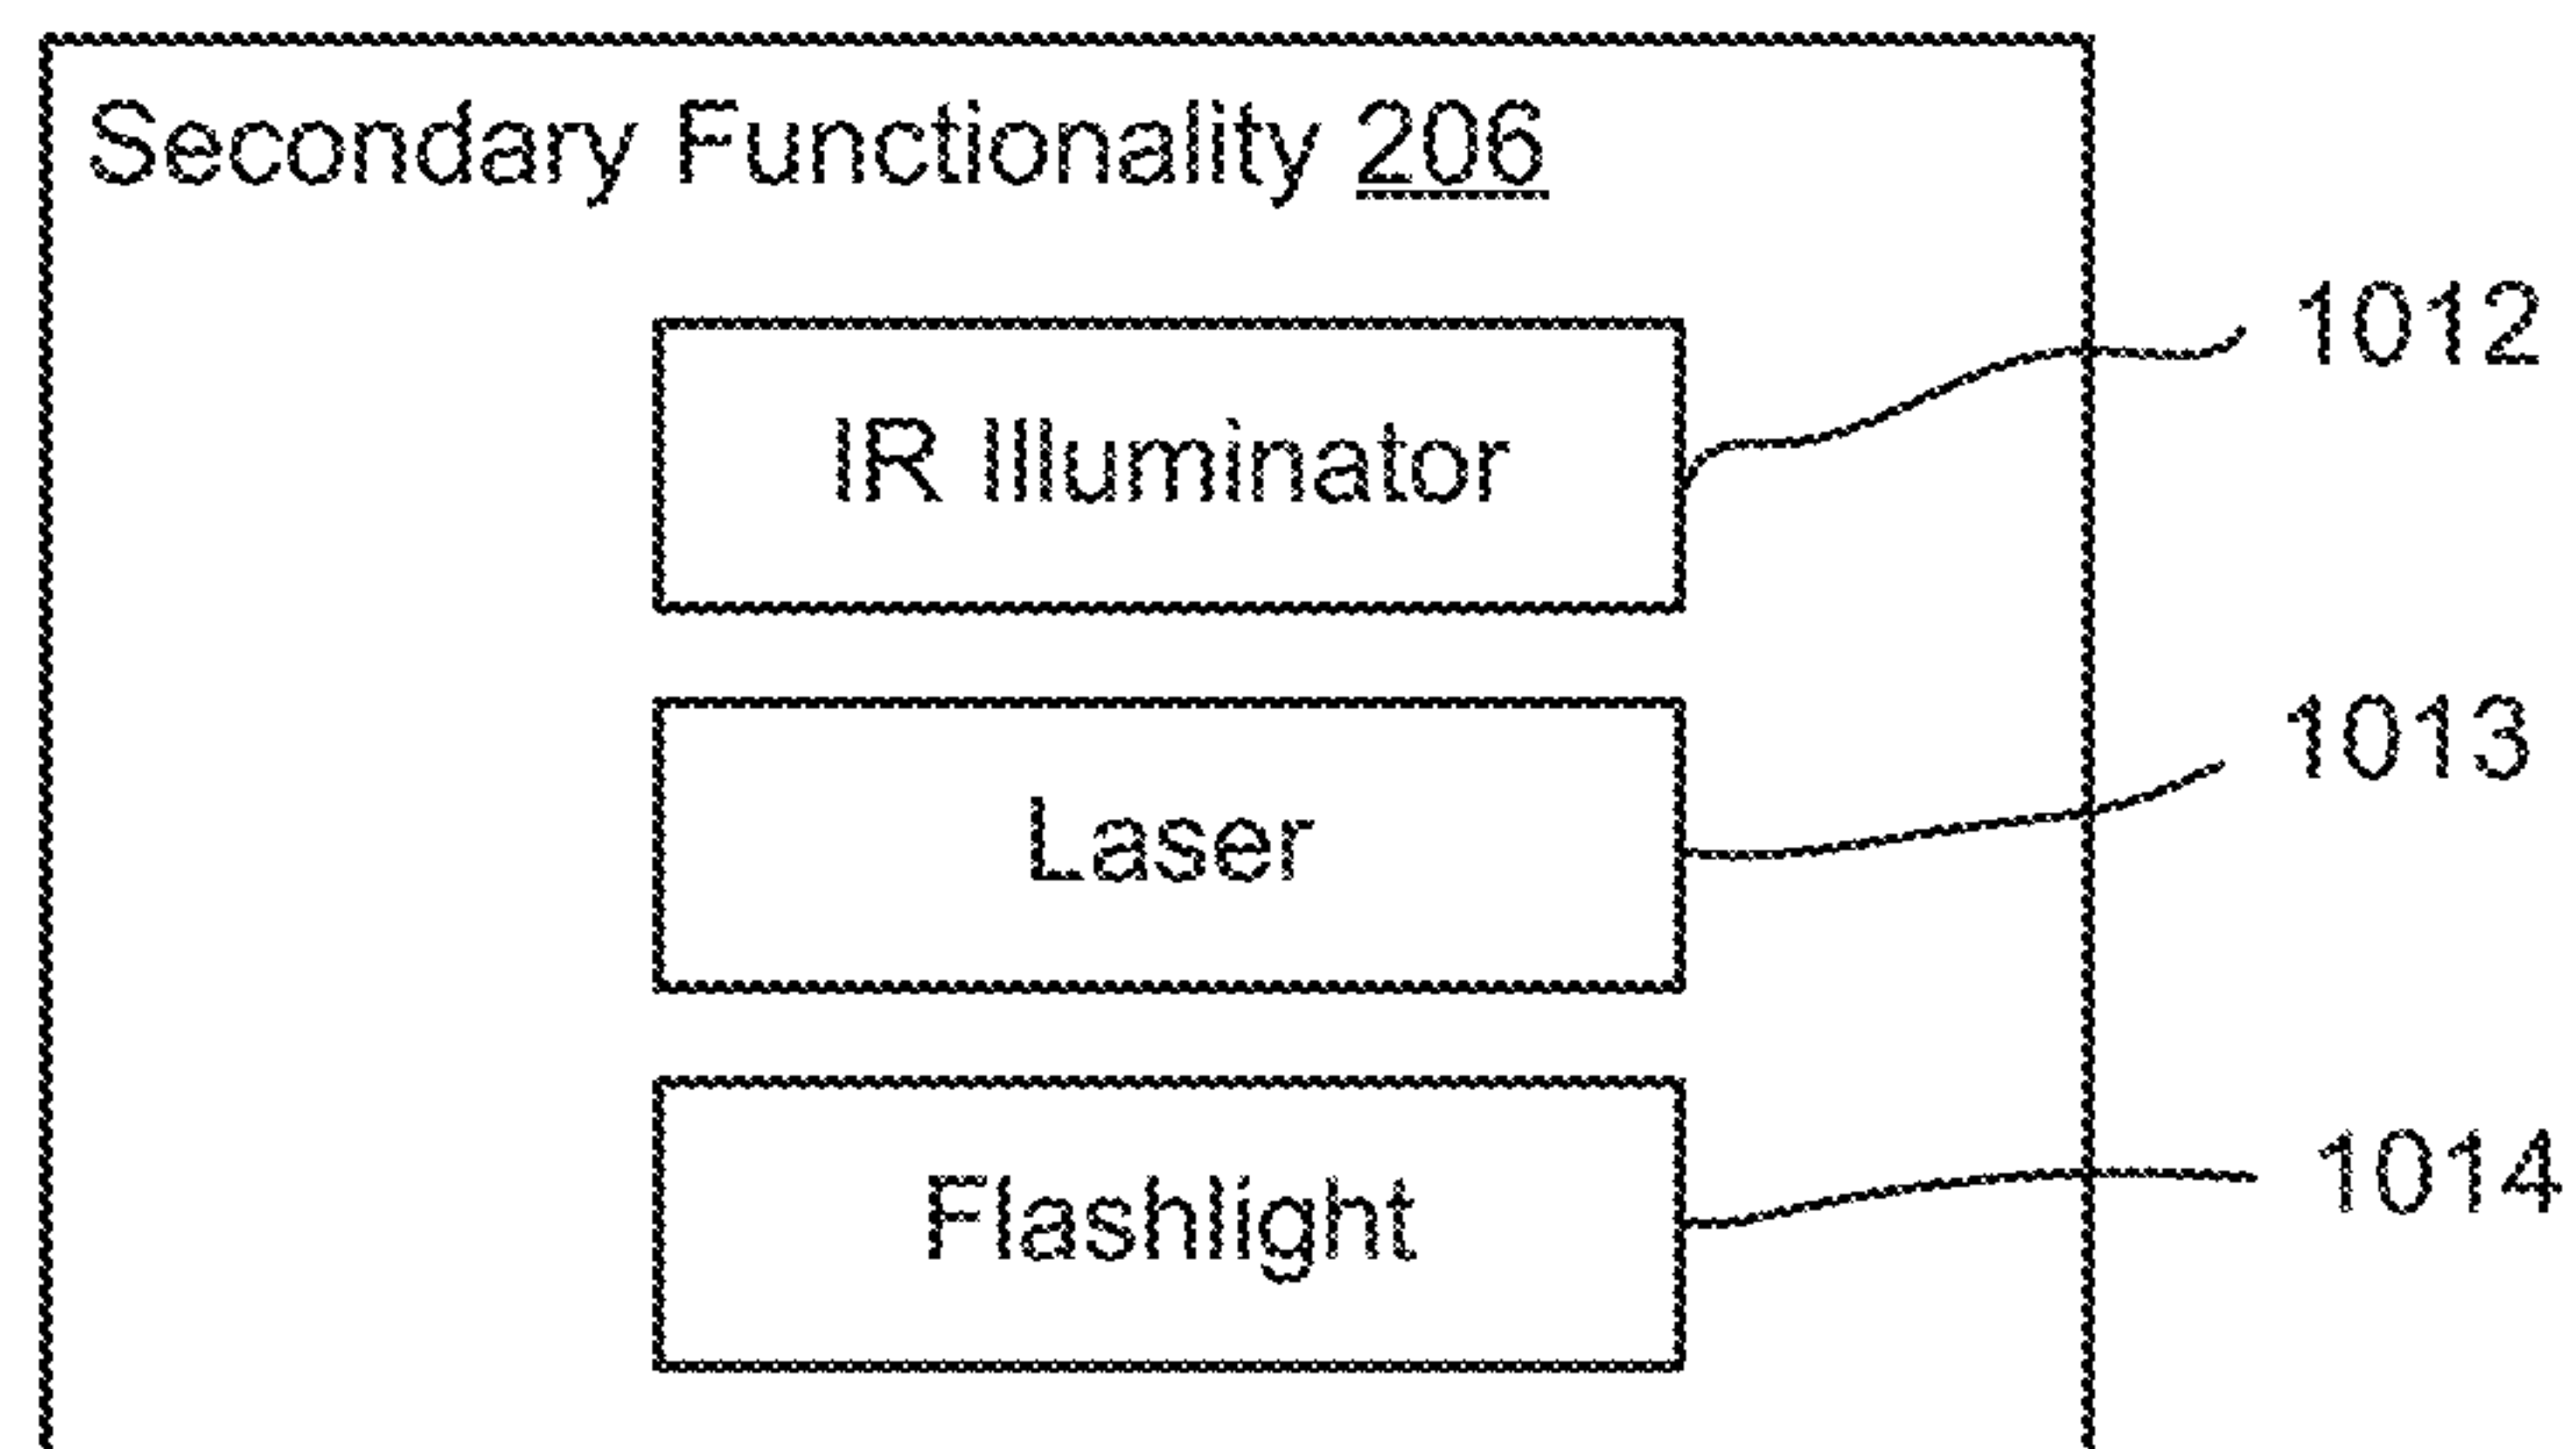 Secondary Functionality 206
IR Illuminator
1012
Laser
1013
Flashlight
1014